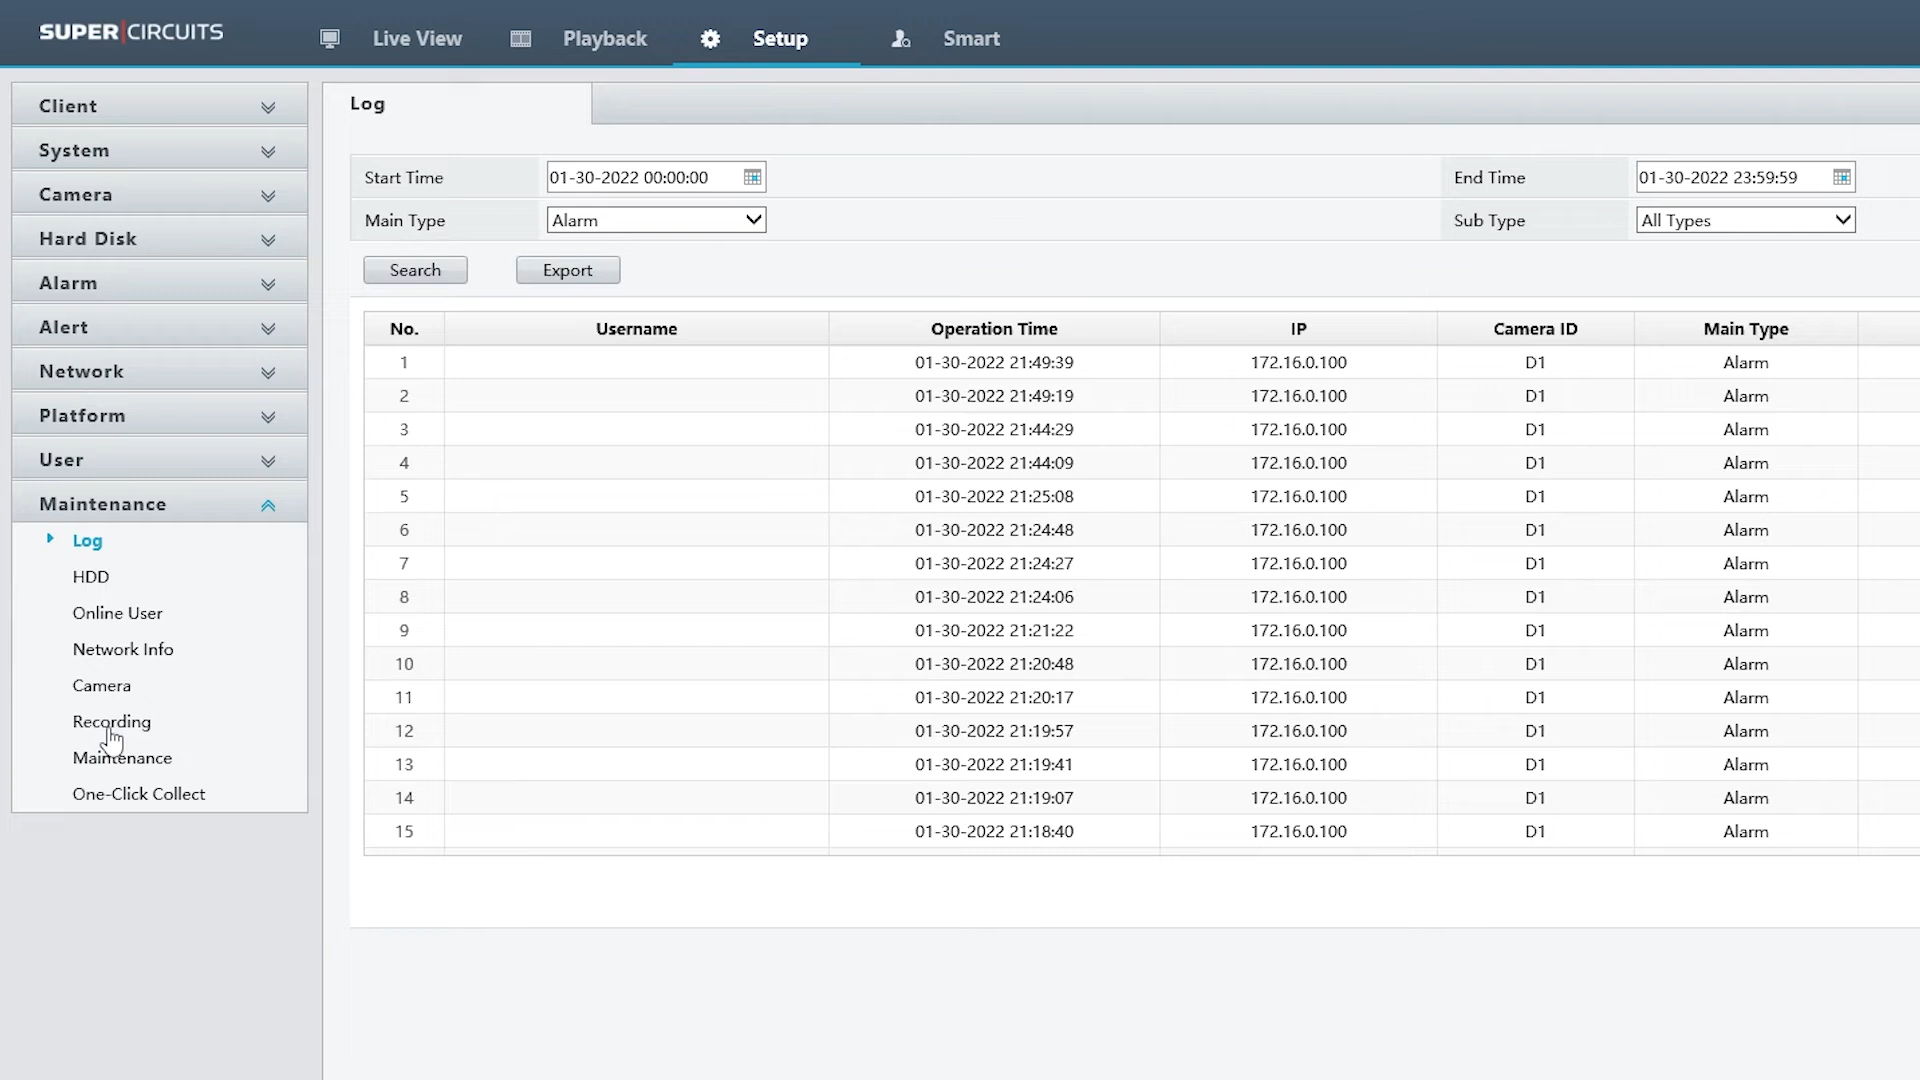 SUPER|CIRCUITS Live View Playback Setup Smart
Client
System
Camera
Hard Disk
Alarm
Alert
Network
Platform
User
Maintenance
Log
HDD
Online User
Network Info
Camera
Recording
Maintenance
One-Click Collect
Log
Start Time 01-30-2022 00:00:00 End Time 01-30-2022 23:59:59
Main Type Alarm Sub Type All Types
Search Export
No. Username Operation Time IP Camera ID Main Type
1 01-30-2022 21:49:39 172.16.0.100 D1 Alarm
2 01-30-2022 21:49:19 172.16.0.100 D1 Alarm
3 01-30-2022 21:44:29 172.16.0.100 D1 Alarm
4 01-30-2022 21:44:09 172.16.0.100 D1 Alarm
5 01-30-2022 21:25:08 172.16.0.100 D1 Alarm
6 01-30-2022 21:24:48 172.16.0.100 D1 Alarm
7 01-30-2022 21:24:27 172.16.0.100 D1 Alarm
8 01-30-2022 21:24:06 172.16.0.100 D1 Alarm
9 01-30-2022 21:21:22 172.16.0.100 D1 Alarm
10 01-30-2022 21:20:48 172.16.0.100 D1 Alarm
11 01-30-2022 21:20:17 172.16.0.100 D1 Alarm
12 01-30-2022 21:19:57 172.16.0.100 D1 Alarm
13 01-30-2022 21:19:41 172.16.0.100 D1 Alarm
14 01-30-2022 21:19:07 172.16.0.100 D1 Alarm
15 01-30-2022 21:18:40 172.16.0.100 D1 Alarm